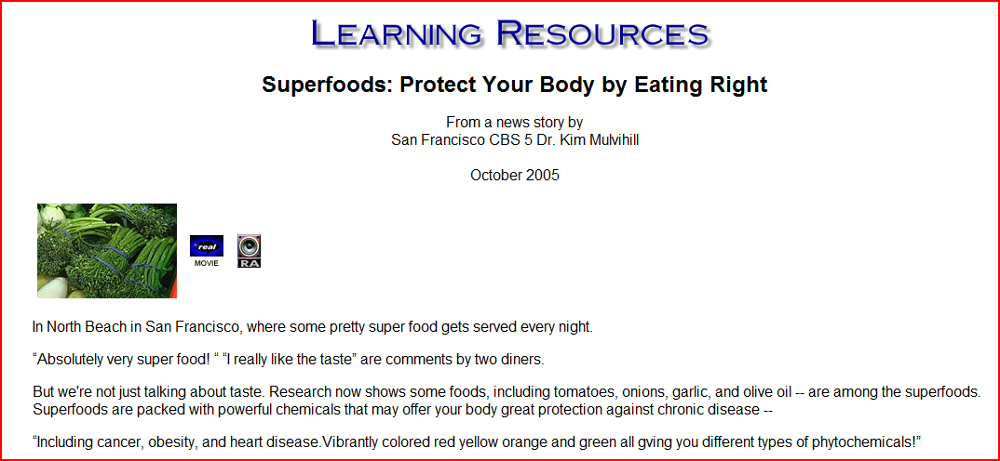 LEARNING RESOURCES
Superfoods: Protect Your Body by Eating Right
From a news story by
San Francisco CBS 5 Dr. Kim Mulvihill
October 2005
real
MOVIE
RA
In North Beach in San Francisco, where some pretty super food gets served every night.
“Absolutely very super food! “ “I really like the taste” are comments by two diners.
But we're not just talking about taste. Research now shows some foods, including tomatoes, onions, garlic, and olive oil -- are among the superfoods.
Superfoods are packed with powerful chemicals that may offer your body great protection against chronic disease --
“Including cancer, obesity, and heart disease.Vibrantly colored red yellow orange and green all gving you different types of phytochemicals!”